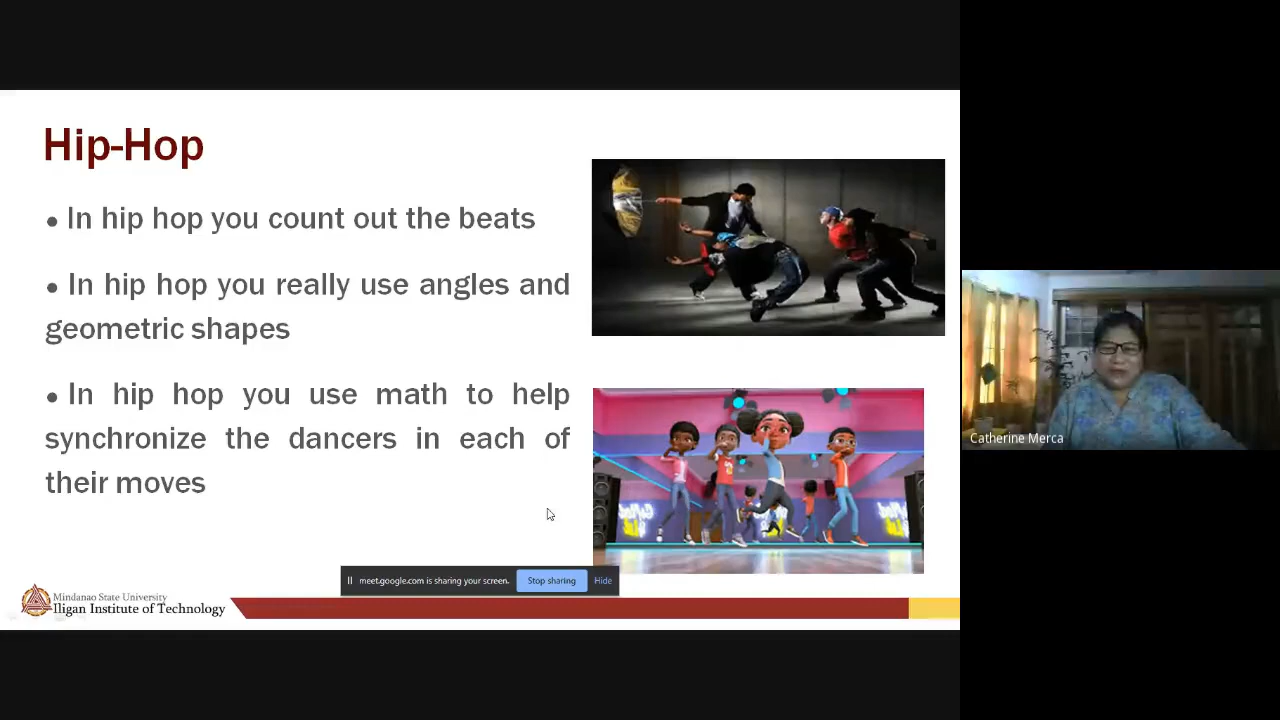 Hip-Hop
• In hip hop you count out the beats
• In hip hop you really use angles and
geometric shapes
• In hip hop you use math to help
synchronize the dancers in each of
their moves
meet.google.com is sharing your screen.
Stop sharing
Hide
Mindanao State University
Iligan Institute of Technology
Catherine Merca